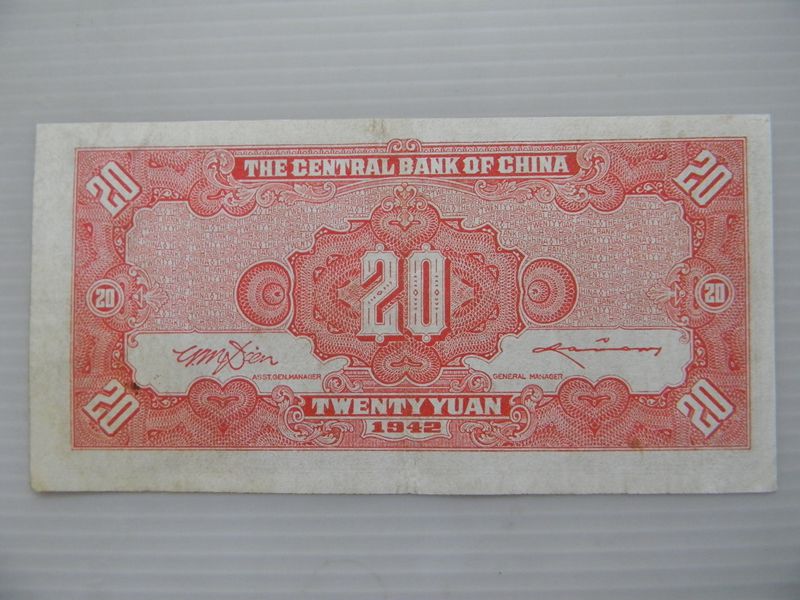 THE CENTRAL BANK OF CHINA
20 20
20
20 20
ASST. GEN. MANAGER GENERAL MANAGER
20 20
TWENTY YUAN
1942